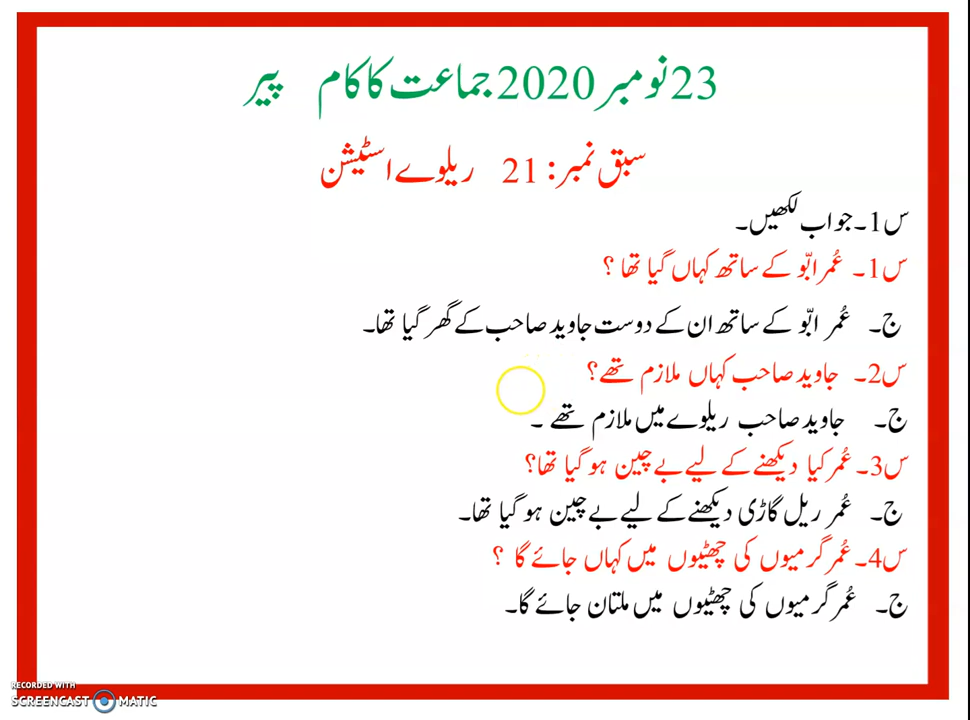 23 نومبر 2020 جماعت کا کام پیر
سبق نمبر: 21 ریلوے اسٹیشن
س1۔ جواب لکھیں۔
س1۔ عُمر ابّو کے ساتھ کہاں گیا تھا ؟
ج۔ عُمر ابّو کے ساتھ ان کے دوست جاوید صاحب کے گھر گیا تھا۔
س2۔ جاوید صاحب کہاں ملازم تھے؟
ج۔ جاوید صاحب ریلوے میں ملازم تھے ۔
س3۔ عُمر کیا دیکھنے کے لیے بے چین ہو گیا تھا؟
ج۔ عُمر ریل گاڑی دیکھنے کے لیے بے چین ہو گیا تھا۔
س4۔ عُمر گرمیوں کی چھٹیوں میں کہاں جائے گا ؟
ج۔ عُمر گرمیوں کی چھٹیوں میں ملتان جائے گا۔
RECORDED WITH
SCREENCAST MATIC